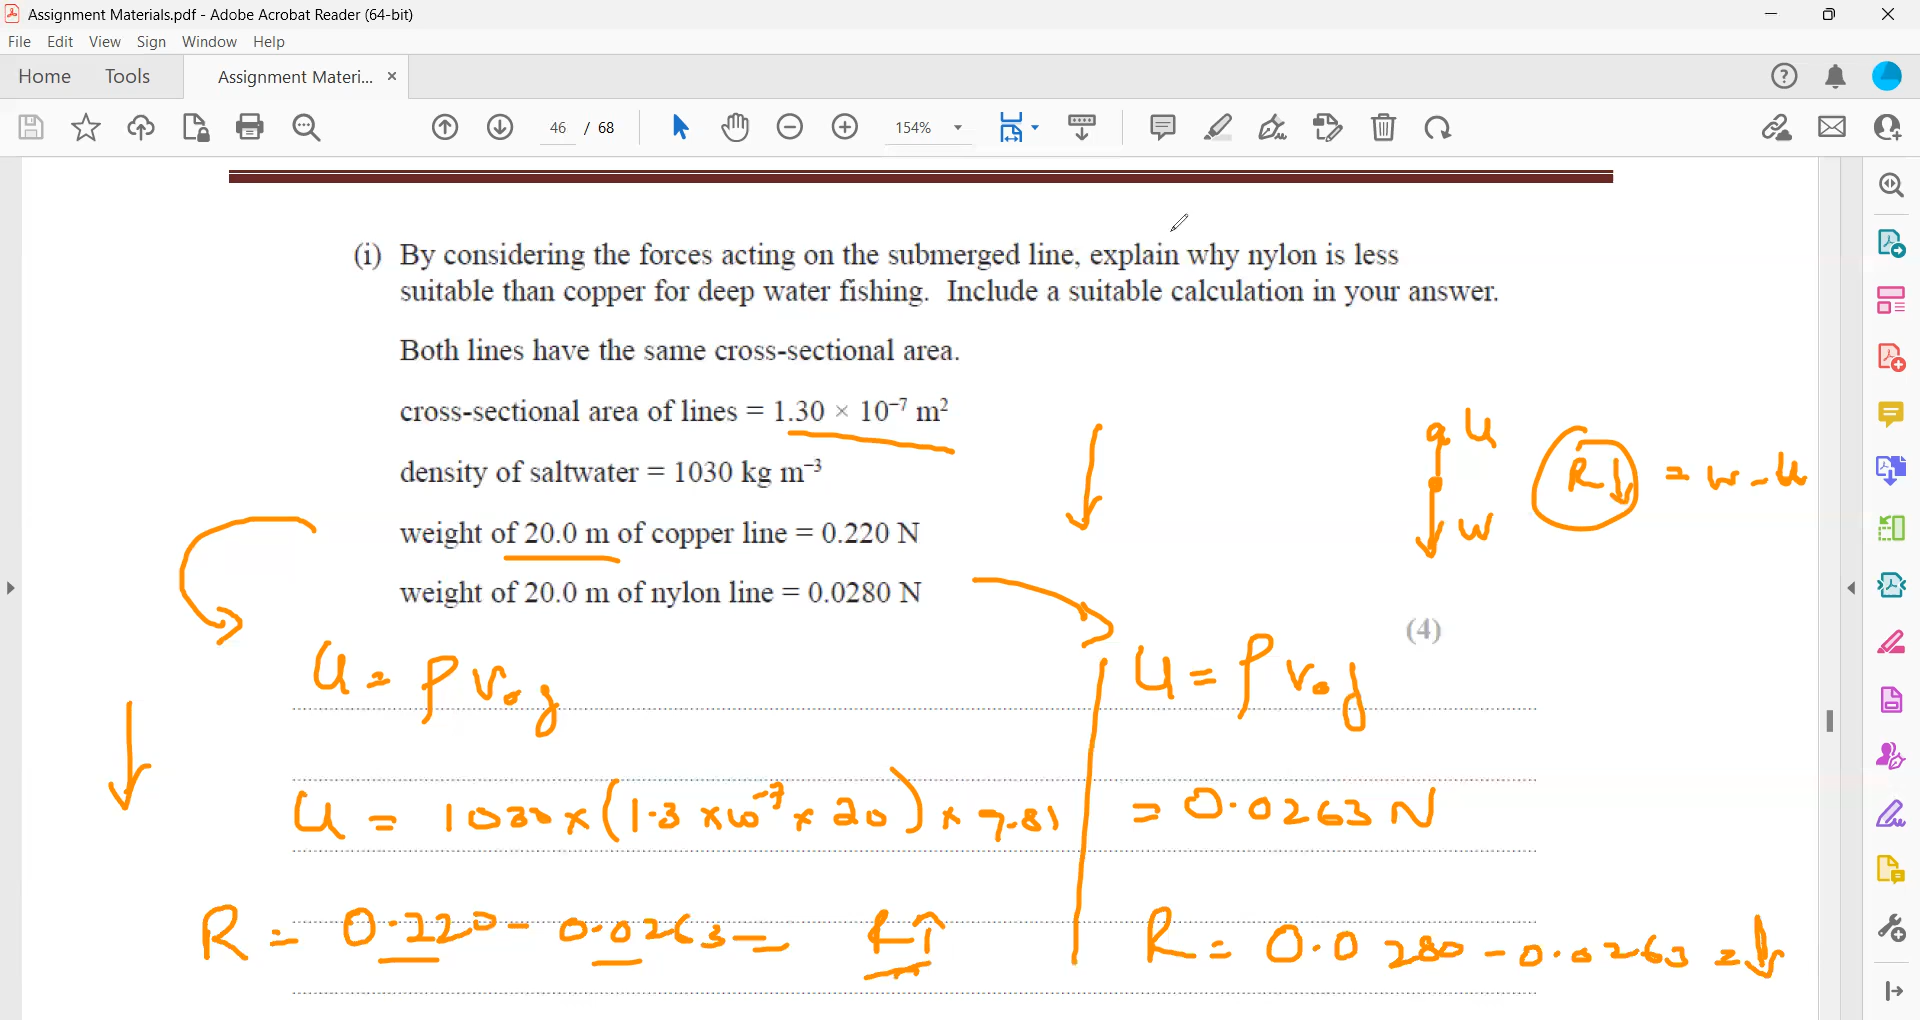 Assignment Materials.pdf - Adobe Acrobat Reader (64-bit)
File Edit View Sign Window Help
Home Tools Assignment Materi... ×
46 / 68 154%
(i) By considering the forces acting on the submerged line, explain why nylon is less
suitable than copper for deep water fishing. Include a suitable calculation in your answer.
Both lines have the same cross-sectional area.
cross-sectional area of lines = 1.30 × 10⁻⁷ m²
density of saltwater = 1030 kg m⁻³
weight of 20.0 m of copper line = 0.220 N
weight of 20.0 m of nylon line = 0.0280 N
U
R↓ = W - U
W
(4)
U = ρV₀g
U = ρV₀g
U = 1030 × (1.3 × 10⁻⁷ × 20) × 9.81
= 0.0263 N
R = 0.220 - 0.0263 = R↑
R = 0.0280 - 0.0263 = ↓